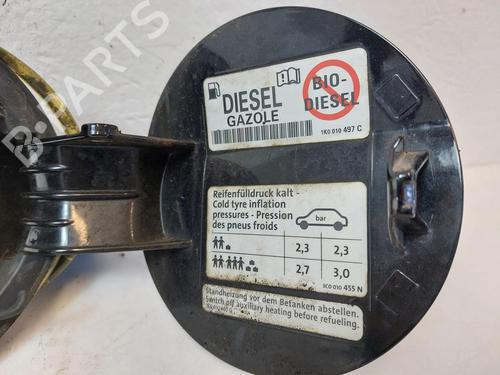 DIESEL
GAZOLE
BIO-
DIESEL
1K0 010 497 C
Reifenfülldruck kalt -
Cold tyre inflation
pressures - Pression
des pneus froids
bar
2,3 2,3
2,7 3,0
455 N
Standheizung vor dem Betanken abstellen.
Switch off auxiliary heating before refueling.
B-PARTS